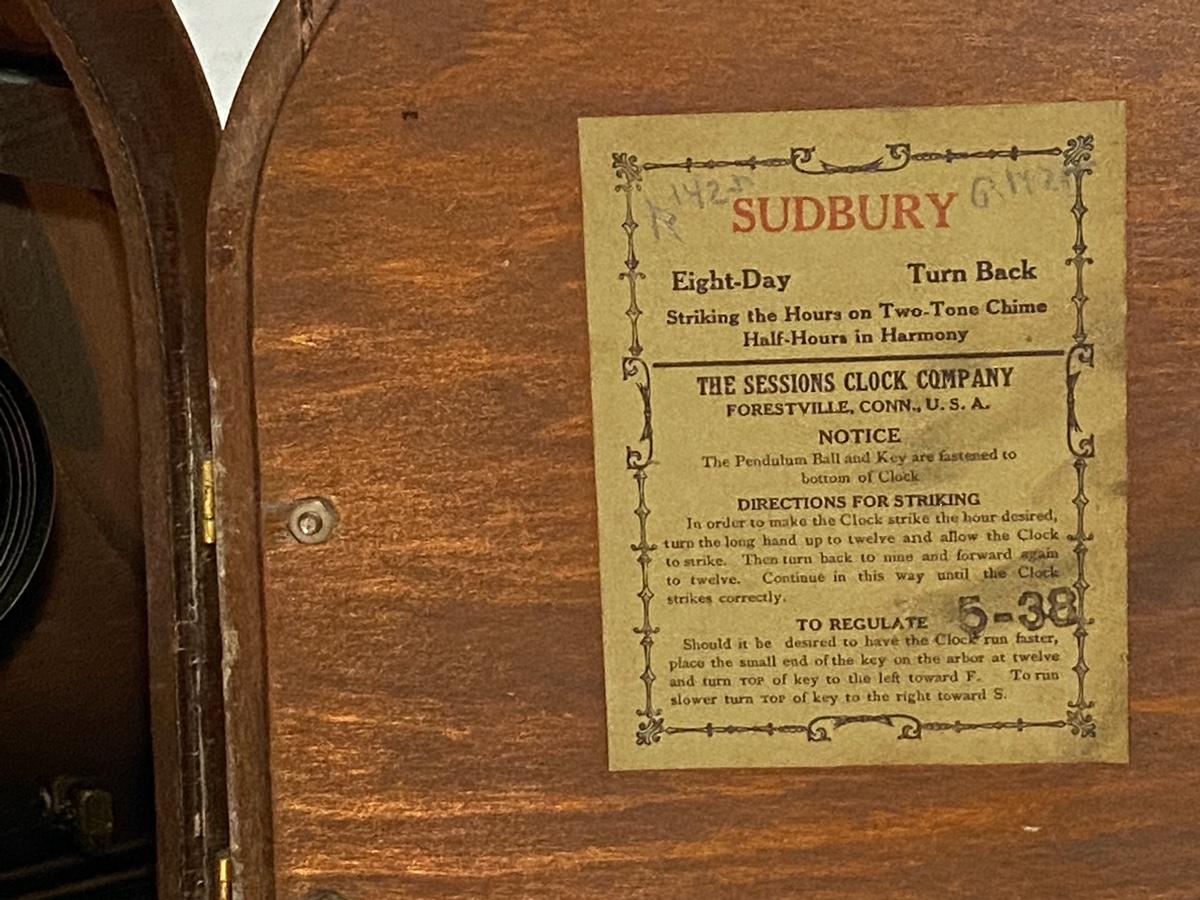 SUDBURY
Eight-Day Turn Back
Striking the Hours on Two-Tone Chime
Half-Hours in Harmony
THE SESSIONS CLOCK COMPANY
FORESTVILLE, CONN., U. S. A.
NOTICE
The Pendulum Ball and Key are fastened to
bottom of Clock
DIRECTIONS FOR STRIKING
In order to make the Clock strike the hour desired,
turn the long hand up to twelve and allow the Clock
to strike. Then turn back to nine and forward again
to twelve. Continue in this way until the Clock
strikes correctly.
5-38
TO REGULATE
Should it be desired to have the Clock run faster,
place the small end of the key on the arbor at twelve
and turn TOP of key to the left toward F. To run
slower turn TOP of key to the right toward S.